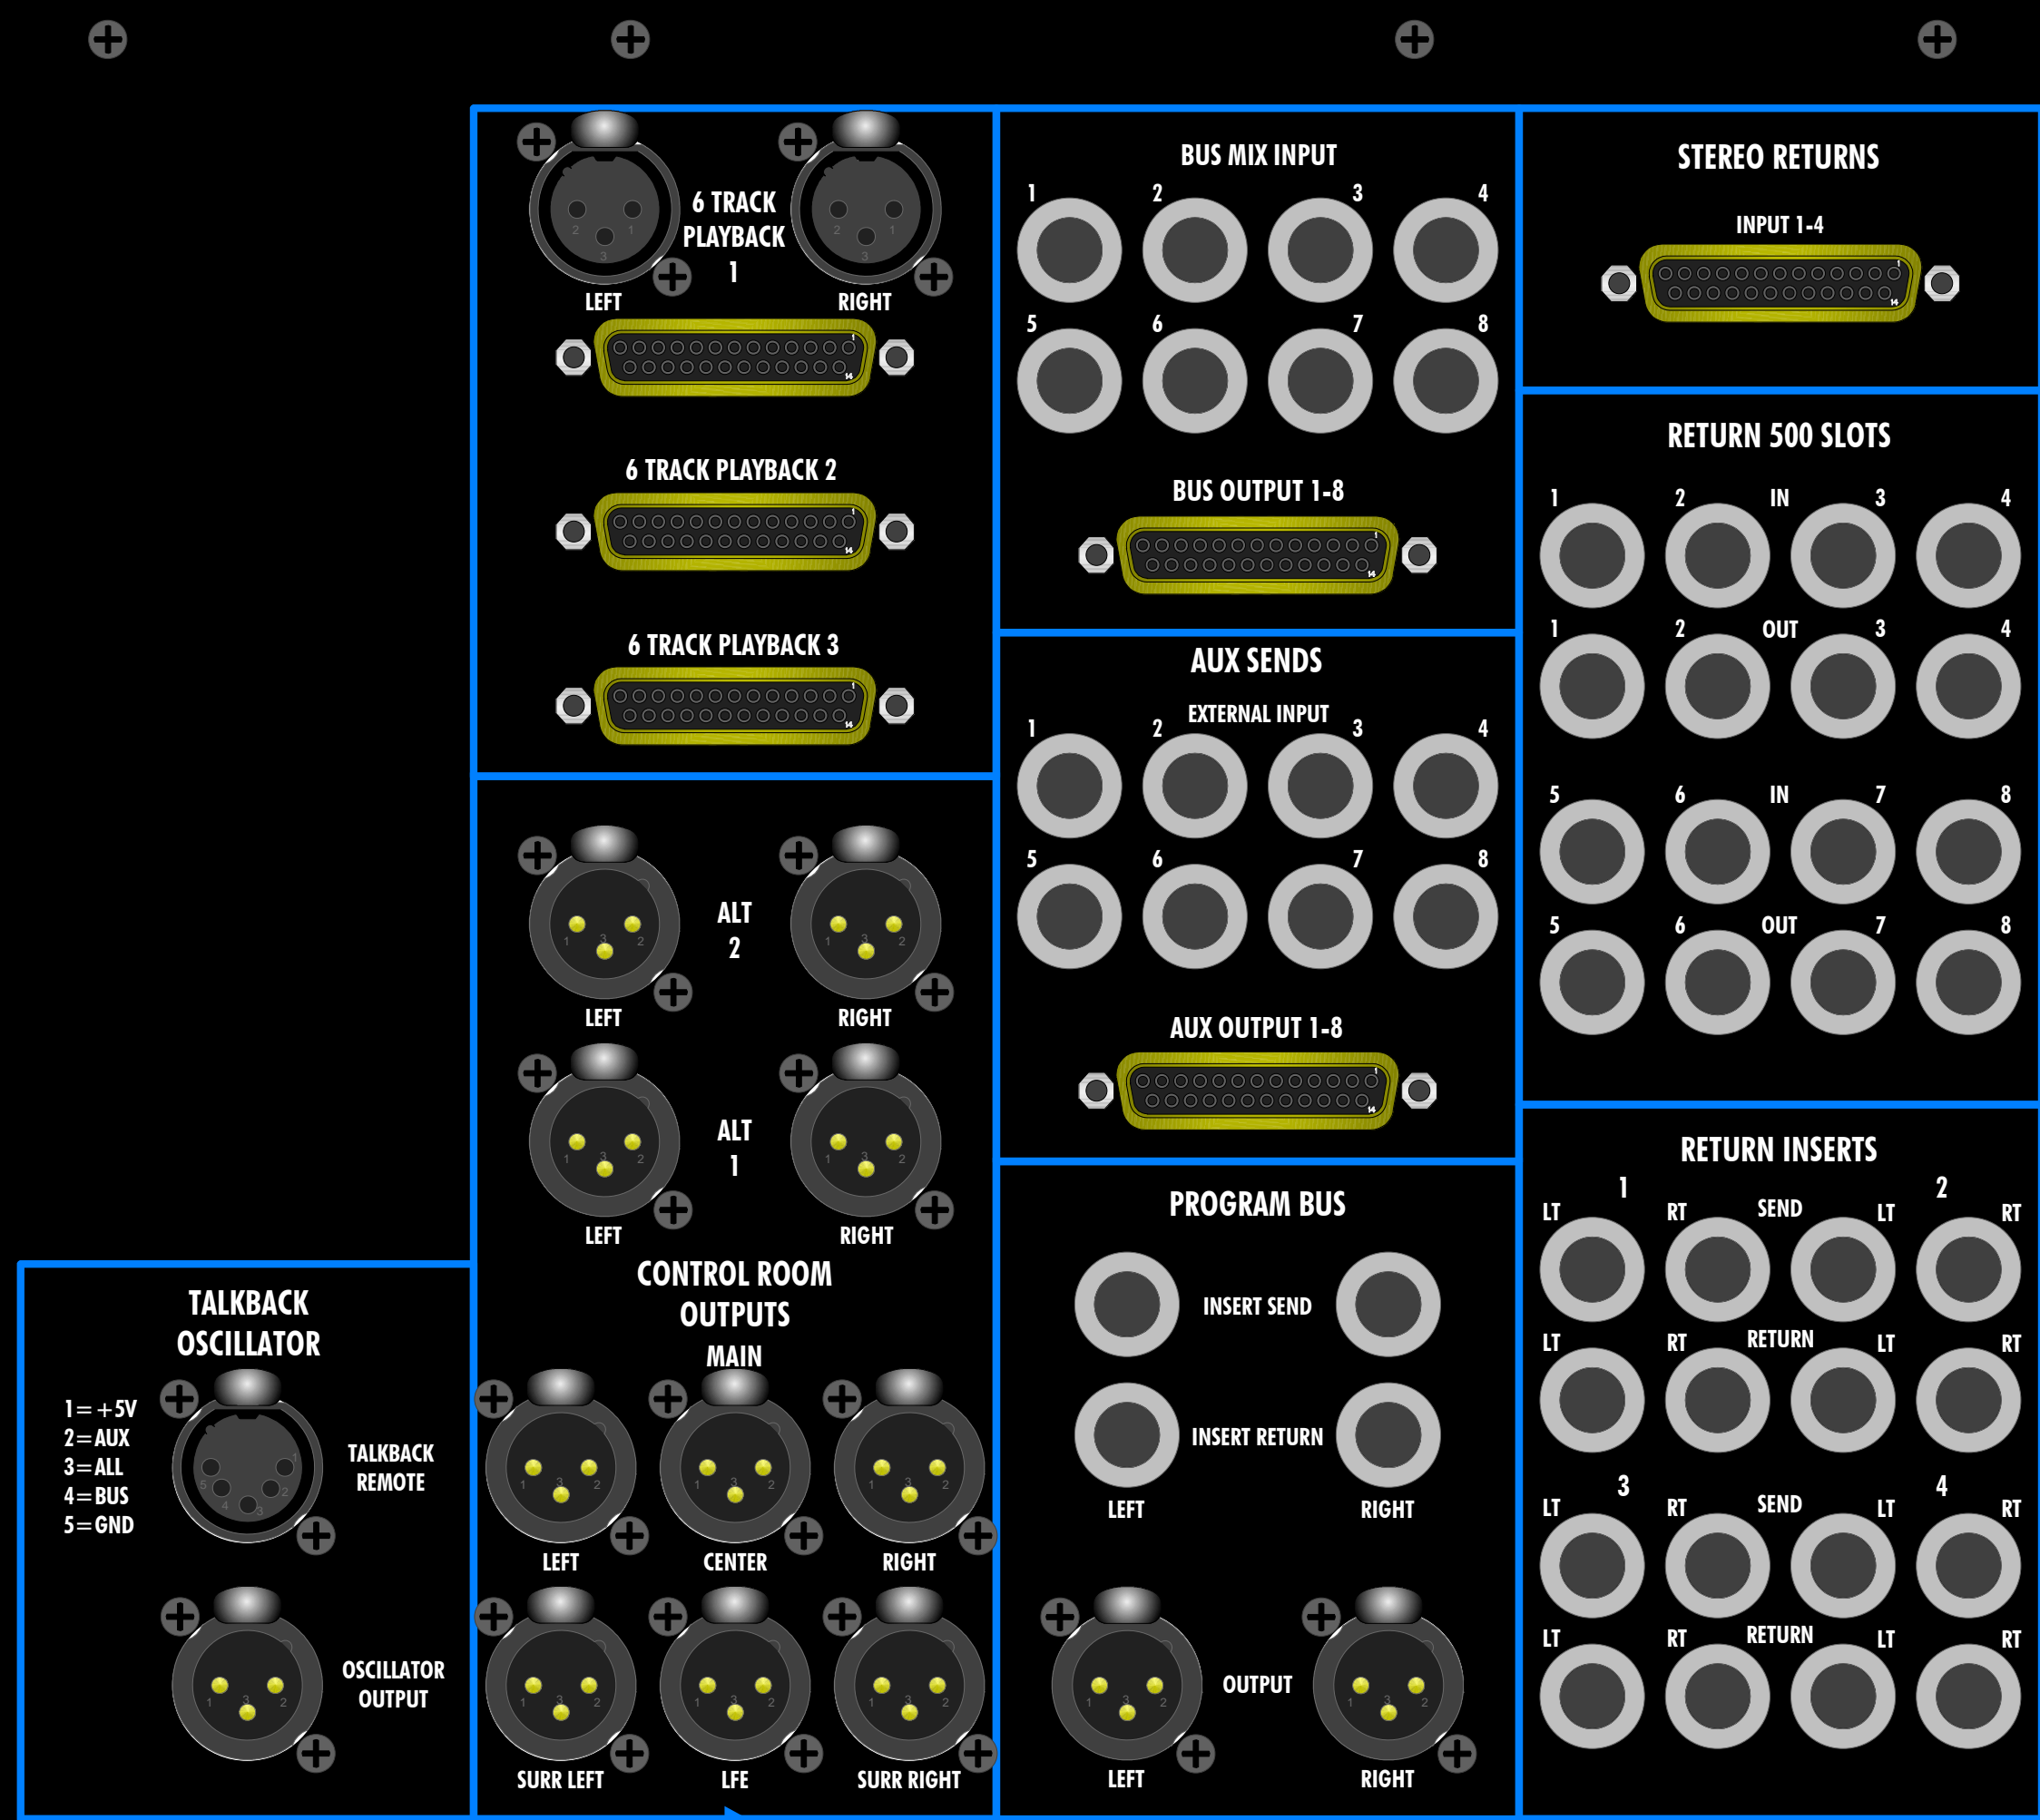 6 TRACK
PLAYBACK
1
LEFT RIGHT
6 TRACK PLAYBACK 2
6 TRACK PLAYBACK 3
ALT
2
LEFT RIGHT
ALT
1
LEFT RIGHT
CONTROL ROOM
OUTPUTS
MAIN
LEFT CENTER RIGHT
SURR LEFT LFE SURR RIGHT
TALKBACK
OSCILLATOR
1=+5V
2=AUX
3=ALL
4=BUS
5=GND
TALKBACK
REMOTE
OSCILLATOR
OUTPUT
BUS MIX INPUT
1 2 3 4
5 6 7 8
BUS OUTPUT 1-8
AUX SENDS
EXTERNAL INPUT
1 2 3 4
5 6 7 8
AUX OUTPUT 1-8
PROGRAM BUS
INSERT SEND
INSERT RETURN
LEFT RIGHT
OUTPUT
LEFT RIGHT
STEREO RETURNS
INPUT 1-4
RETURN 500 SLOTS
1 2 IN 3 4
1 2 OUT 3 4
5 6 IN 7 8
5 6 OUT 7 8
RETURN INSERTS
1 2
LT RT SEND LT RT
LT RT RETURN LT RT
3 4
LT RT SEND LT RT
LT RT RETURN LT RT